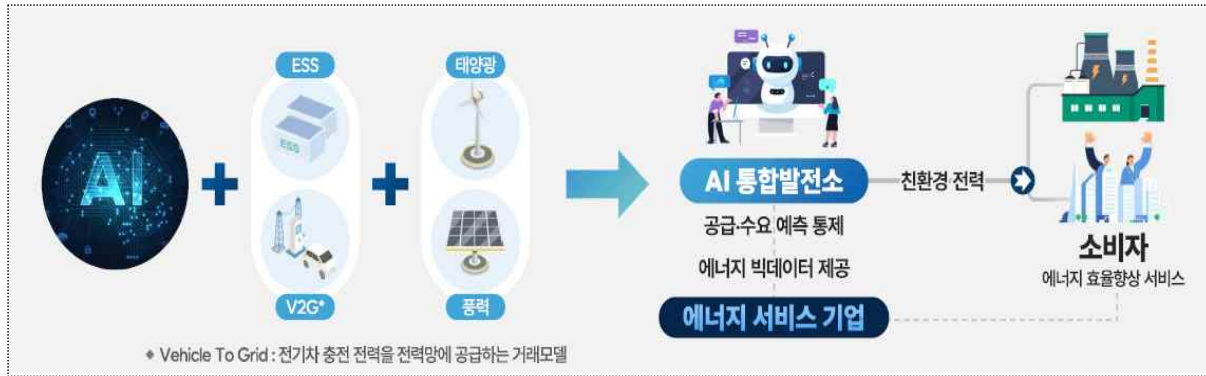 AI
ESS
ESS
V2G*
태양광
풍력
AI 통합발전소
공급·수요 예측 통제
에너지 빅데이터 제공
에너지 서비스 기업
친환경 전력
소비자
에너지 효율향상 서비스
◆ Vehicle To Grid : 전기차 충전 전력을 전력망에 공급하는 거래모델